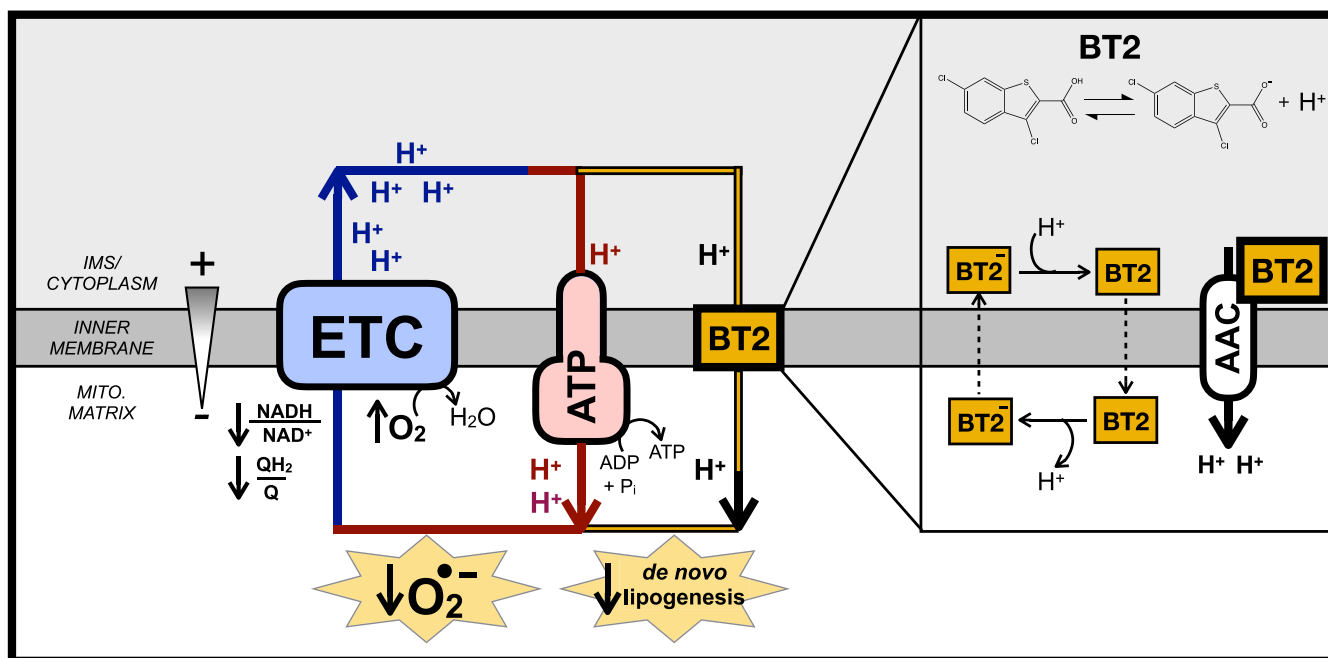 BT2
Cl
S
OH
O
Cl
Cl
S
O-
O
Cl
+ H+
H+
H+ H+
H+
H+
H+
H+
IMS/
CYTOPLASM
+
INNER
MEMBRANE
MITO.
MATRIX
-
ETC
ATP
BT2
NADH
NAD+
QH2
Q
O2
H2O
ADP
+ Pi
ATP
H+
H+
H+
O2•−
de novo
lipogenesis
H+
BT2-
BT2
BT2-
BT2
H+
BT2
AAC
H+ H+